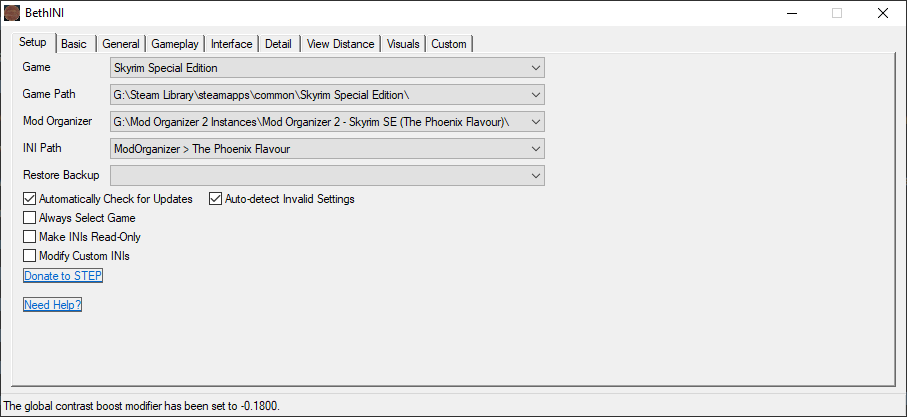 BethINI
Setup Basic General Gameplay Interface Detail View Distance Visuals Custom
Game Skyrim Special Edition
Game Path G:\Steam Library\steamapps\common\Skyrim Special Edition\
Mod Organizer G:\Mod Organizer 2 Instances\Mod Organizer 2 - Skyrim SE (The Phoenix Flavour)\
INI Path ModOrganizer > The Phoenix Flavour
Restore Backup
Automatically Check for Updates Auto-detect Invalid Settings
Always Select Game
Make INIs Read-Only
Modify Custom INIs
Donate to STEP
Need Help?
The global contrast boost modifier has been set to -0.1800.